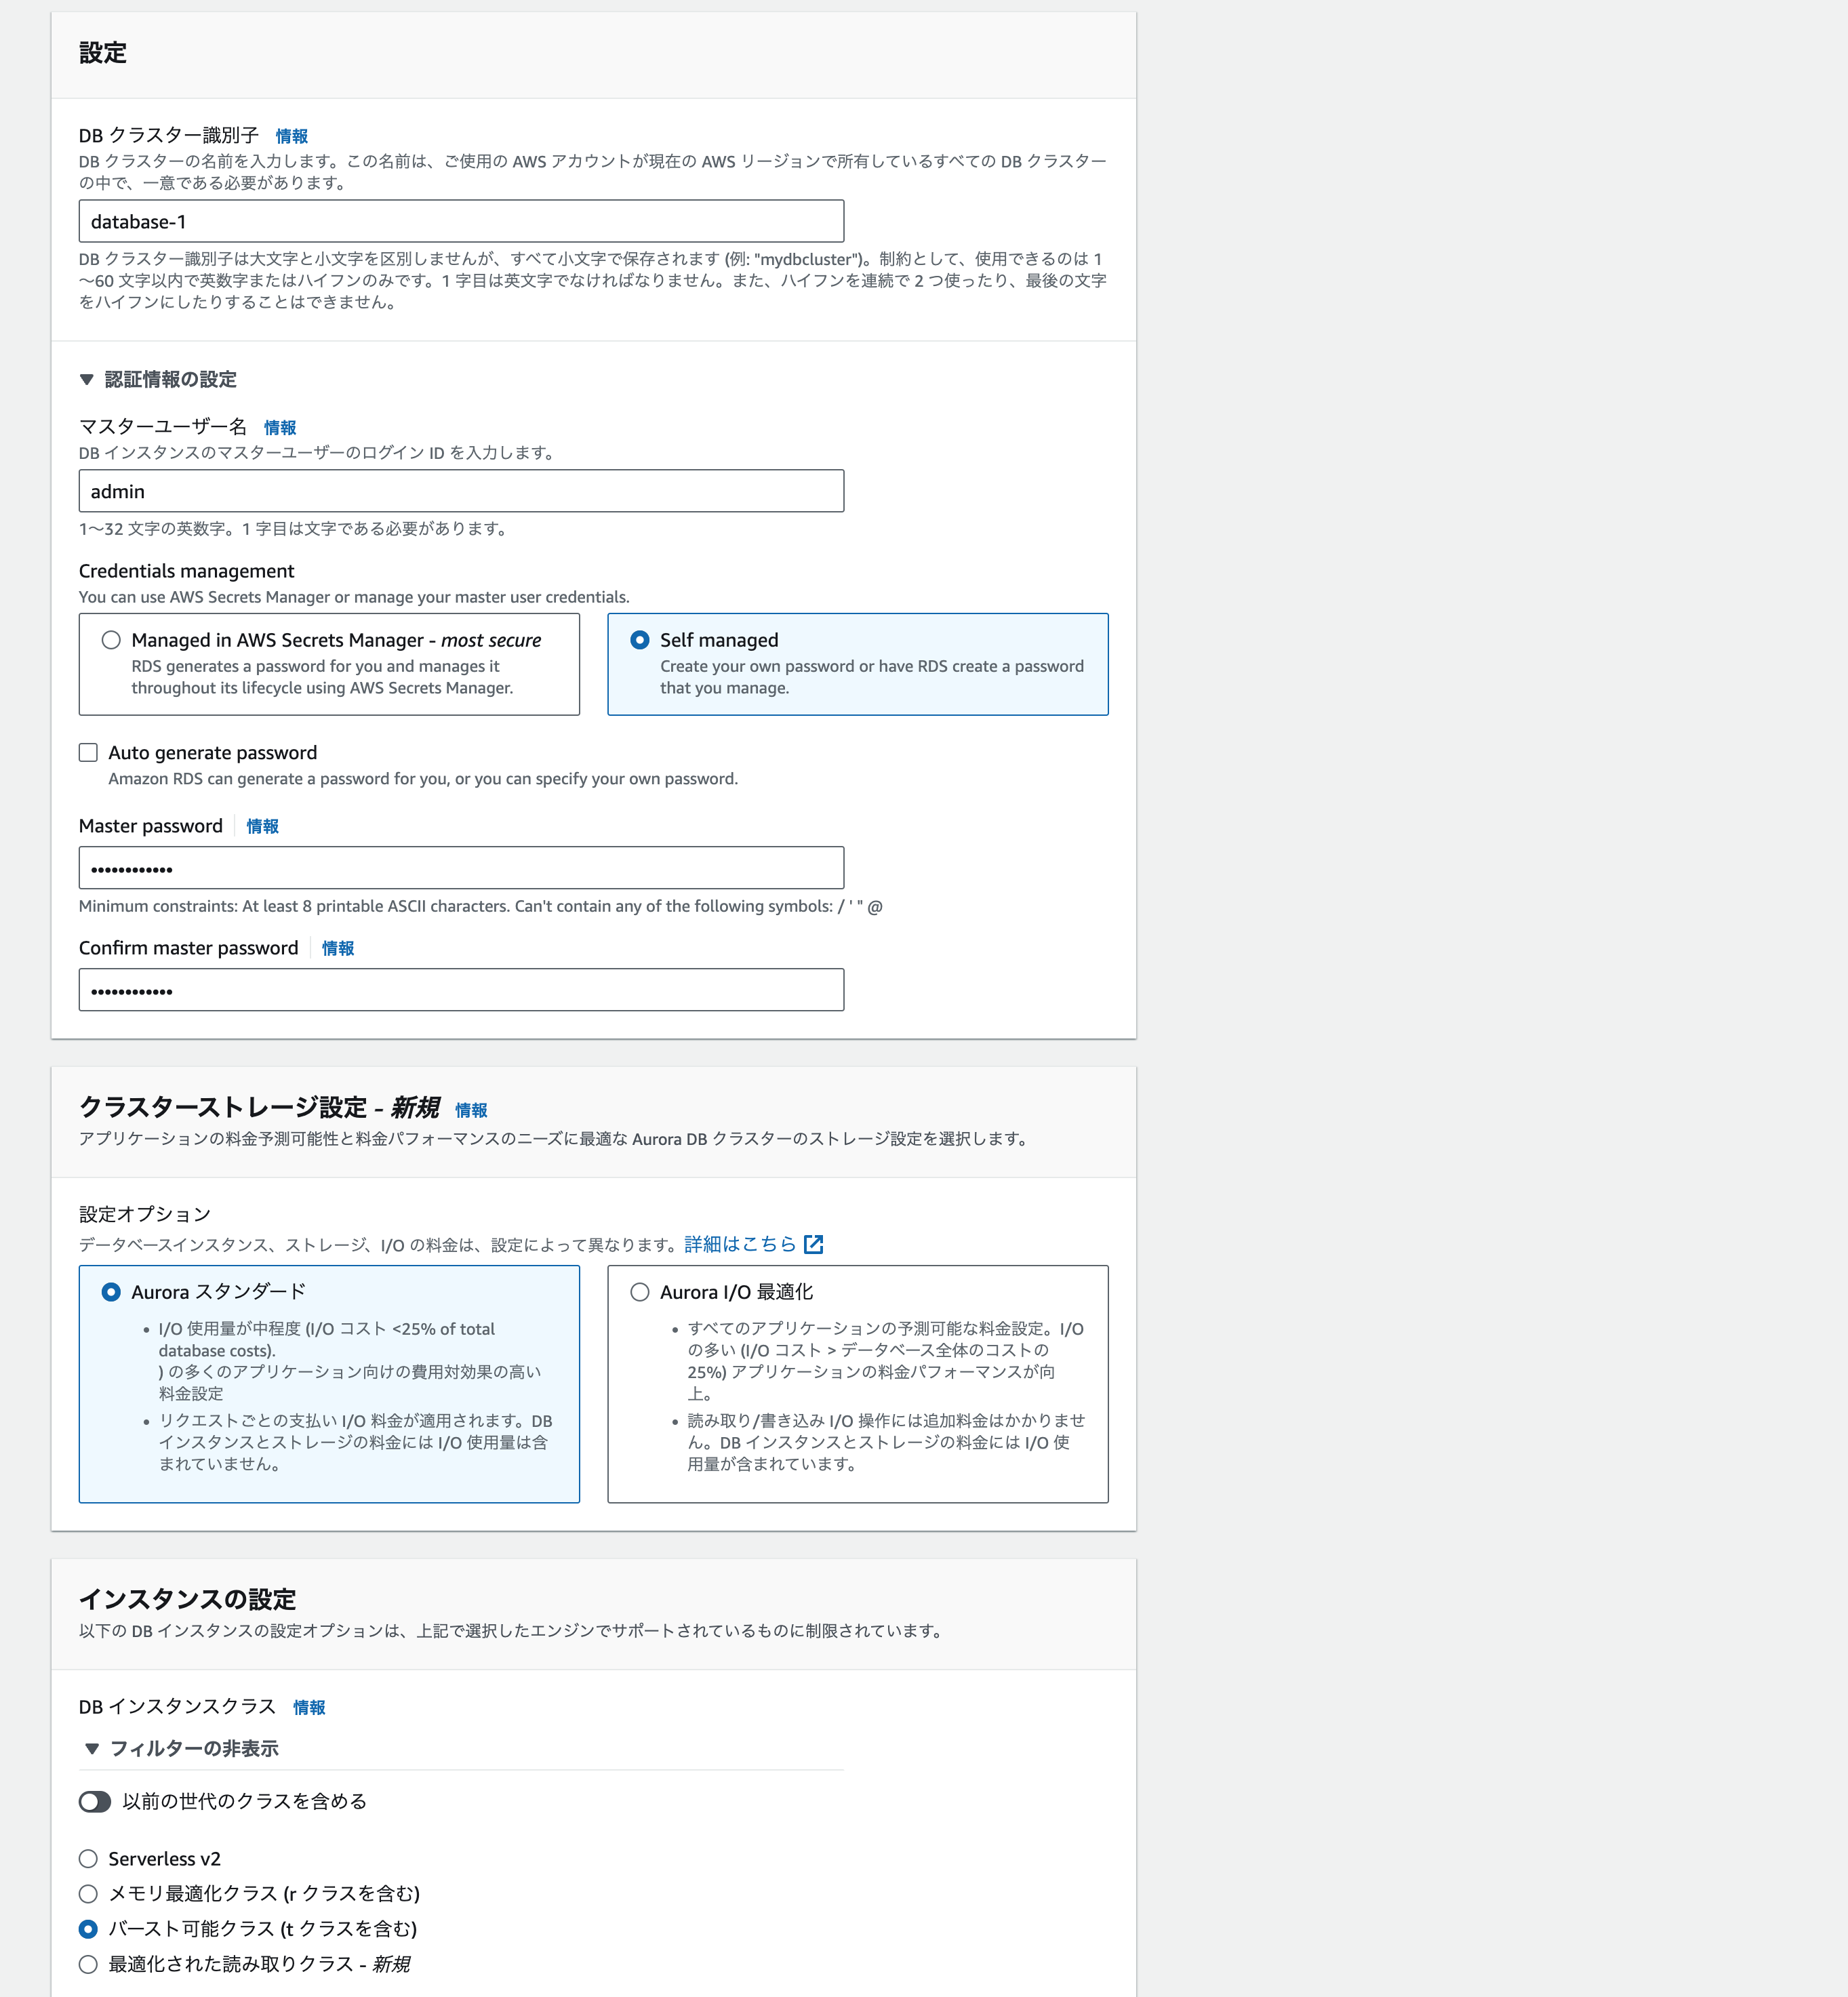 設定
DB クラスター識別子 情報
DB クラスターの名前を入力します。この名前は、ご使用の AWS アカウントが現在の AWS リージョンで所有しているすべての DB クラスター
の中で、一意である必要があります。
database-1
DB クラスター識別子は大文字と小文字を区別しませんが、すべて小文字で保存されます (例: "mydbcluster")。制約として、使用できるのは 1
～60 文字以内で英数字またはハイフンのみです。1 字目は英文字でなければなりません。また、ハイフンを連続で 2 つ使ったり、最後の文字
をハイフンにしたりすることはできません。
▼ 認証情報の設定
マスターユーザー名 情報
DB インスタンスのマスターユーザーのログイン ID を入力します。
admin
1～32 文字の英数字。1 字目は文字である必要があります。
Credentials management
You can use AWS Secrets Manager or manage your master user credentials.
Managed in AWS Secrets Manager - most secure
RDS generates a password for you and manages it
throughout its lifecycle using AWS Secrets Manager.
Self managed
Create your own password or have RDS create a password
that you manage.
Auto generate password
Amazon RDS can generate a password for you, or you can specify your own password.
Master password 情報
••••••••••••
Minimum constraints: At least 8 printable ASCII characters. Can't contain any of the following symbols: / ' " @
Confirm master password 情報
••••••••••••
クラスターストレージ設定 - 新規 情報
アプリケーションの料金予測可能性と料金パフォーマンスのニーズに最適な Aurora DB クラスターのストレージ設定を選択します。
設定オプション
データベースインスタンス、ストレージ、I/O の料金は、設定によって異なります。詳細はこちら
Aurora スタンダード
• I/O 使用量が中程度 (I/O コスト <25% of total
database costs).
) の多くのアプリケーション向けの費用対効果の高い
料金設定
• リクエストごとの支払い I/O 料金が適用されます。DB
インスタンスとストレージの料金には I/O 使用量は含
まれていません。
Aurora I/O 最適化
• すべてのアプリケーションの予測可能な料金設定。I/O
の多い (I/O コスト > データベース全体のコストの
25%) アプリケーションの料金パフォーマンスが向
上。
• 読み取り/書き込み I/O 操作には追加料金はかかりませ
ん。DB インスタンスとストレージの料金には I/O 使
用量が含まれています。
インスタンスの設定
以下の DB インスタンスの設定オプションは、上記で選択したエンジンでサポートされているものに制限されています。
DB インスタンスクラス 情報
▼ フィルターの非表示
以前の世代のクラスを含める
Serverless v2
メモリ最適化クラス (r クラスを含む)
バースト可能クラス (t クラスを含む)
最適化された読み取りクラス - 新規